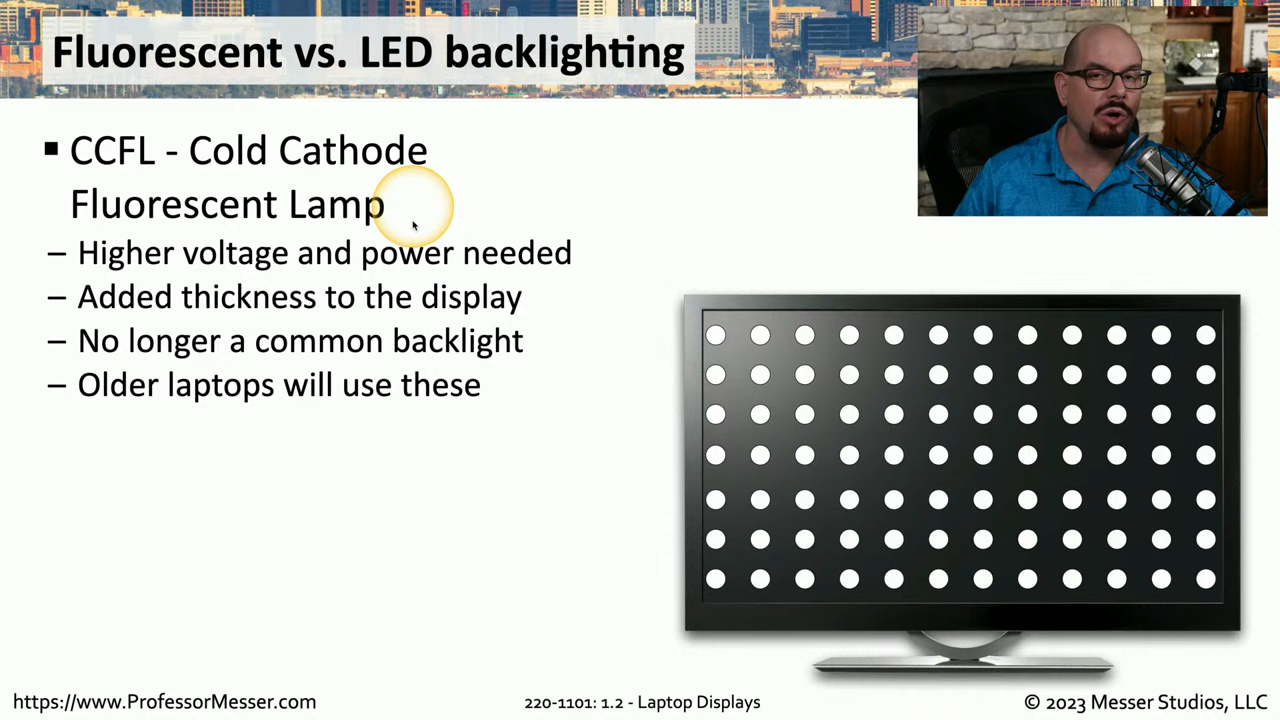 Fluorescent vs. LED backlighting
▪ CCFL - Cold Cathode
Fluorescent Lamp
– Higher voltage and power needed
– Added thickness to the display
– No longer a common backlight
– Older laptops will use these
https://www.ProfessorMesser.com
220-1101: 1.2 - Laptop Displays
© 2023 Messer Studios, LLC